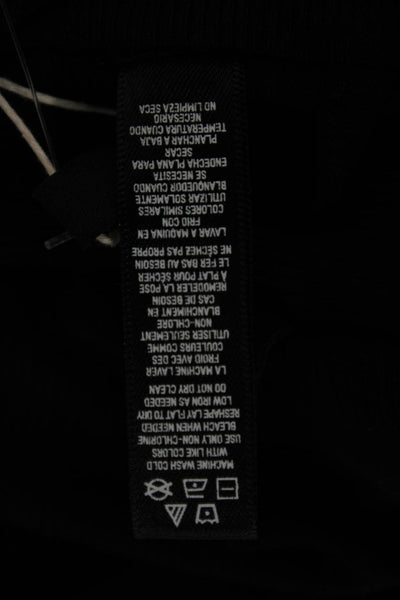 MACHINE WASH COLD
WITH LIKE COLORS
USE ONLY NON-CHLORINE
BLEACH WHEN NEEDED
RESHAPE LAY FLAT TO DRY
LOW IRON AS NEEDED
DO NOT DRY CLEAN
LA MACHINE LAVER
FROID AVEC DES
COULEURS COMME
UTILISER SEULEMENT
NON-CHLORE
BLANCHIMENT EN
CAS DE BESOIN
REMODELER LA POSE
À PLAT POUR SÉCHER
LE FER BAS AU BESOIN
NE SÉCHEZ PAS PROPRE
LAVAR A MAQUINA EN
FRIO CON
COLORES SIMILARES
UTILIZAR SOLAMENTE
BLANQUEDOR CUANDO
SE NECESITA
ENDECHA PLANA PARA
SECAR
PLANCHAR A BAJA
TEMPERATURA CUANDO
NECESARIO
NO LIMPIEZA SECA